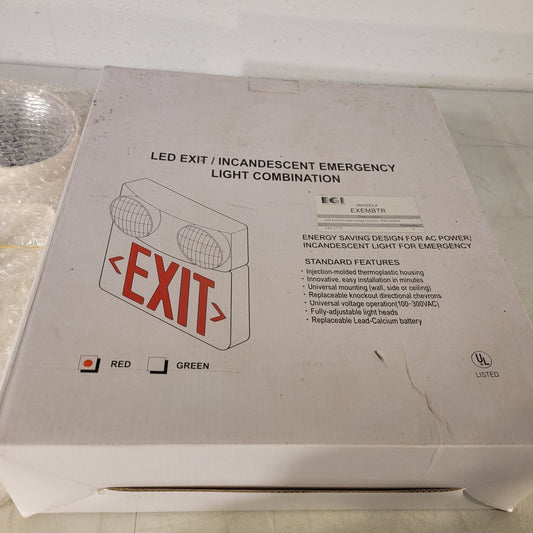 LED EXIT / INCANDESCENT EMERGENCY
LIGHT COMBINATION
EGI
MODEL#
EXEMBTR
ENERGY SAVING DESIGN FOR AC POWER/
INCANDESCENT LIGHT FOR EMERGENCY
STANDARD FEATURES
· Injection-molded thermoplastic housing
· Innovative, easy installation in minutes
· Universal mounting (wall, side or ceiling)
· Replaceable knockout directional chevrons
· Universal voltage operation(100~300VAC)
· Fully-adjustable light heads
· Replaceable Lead-Calcium battery
<EXIT>
RED
GREEN
UL
LISTED